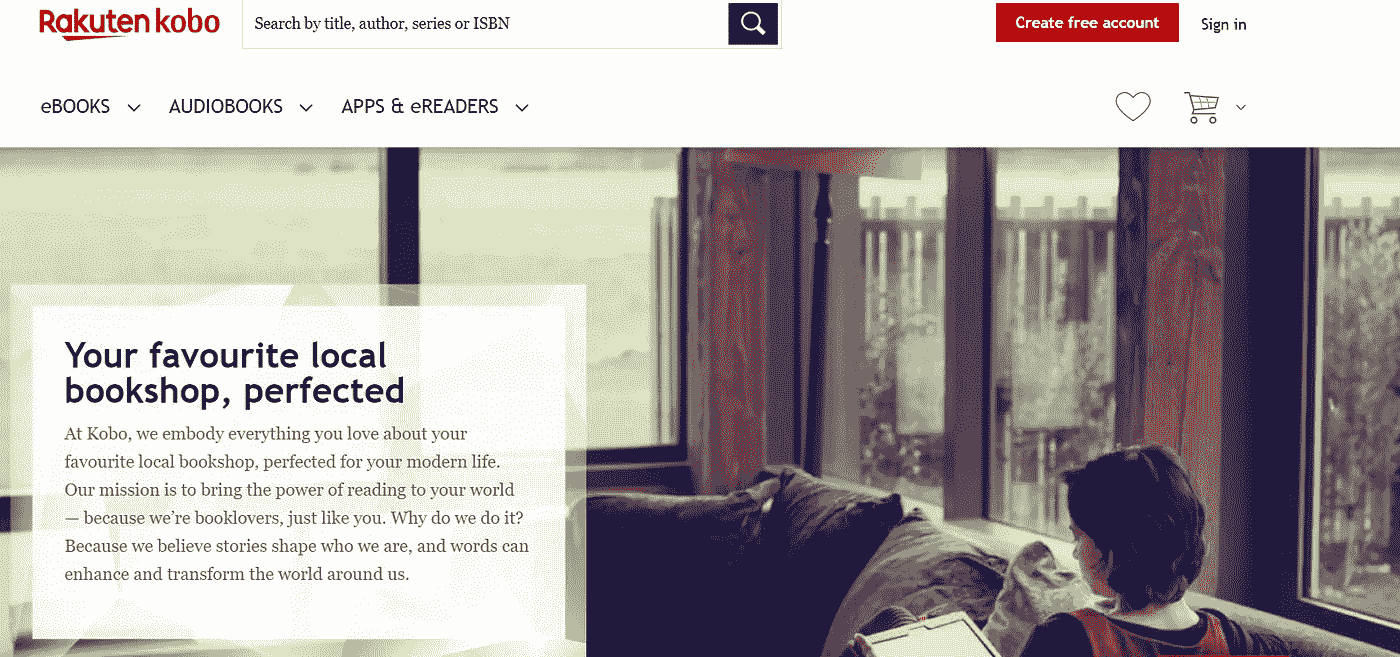 Rakuten kobo
Search by title, author, series or ISBN
Create free account
Sign in
eBOOKS
AUDIOBOOKS
APPS & eREADERS
Your favourite local
bookshop, perfected
At Kobo, we embody everything you love about your
favourite local bookshop, perfected for your modern life.
Our mission is to bring the power of reading to your world
— because we're booklovers, just like you. Why do we do it?
Because we believe stories shape who we are, and words can
enhance and transform the world around us.